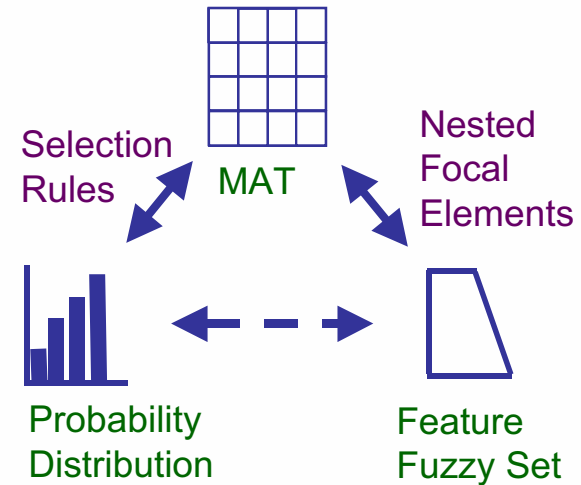 Selection
Rules
MAT
Nested
Focal
Elements
Probability
Distribution
Feature
Fuzzy Set